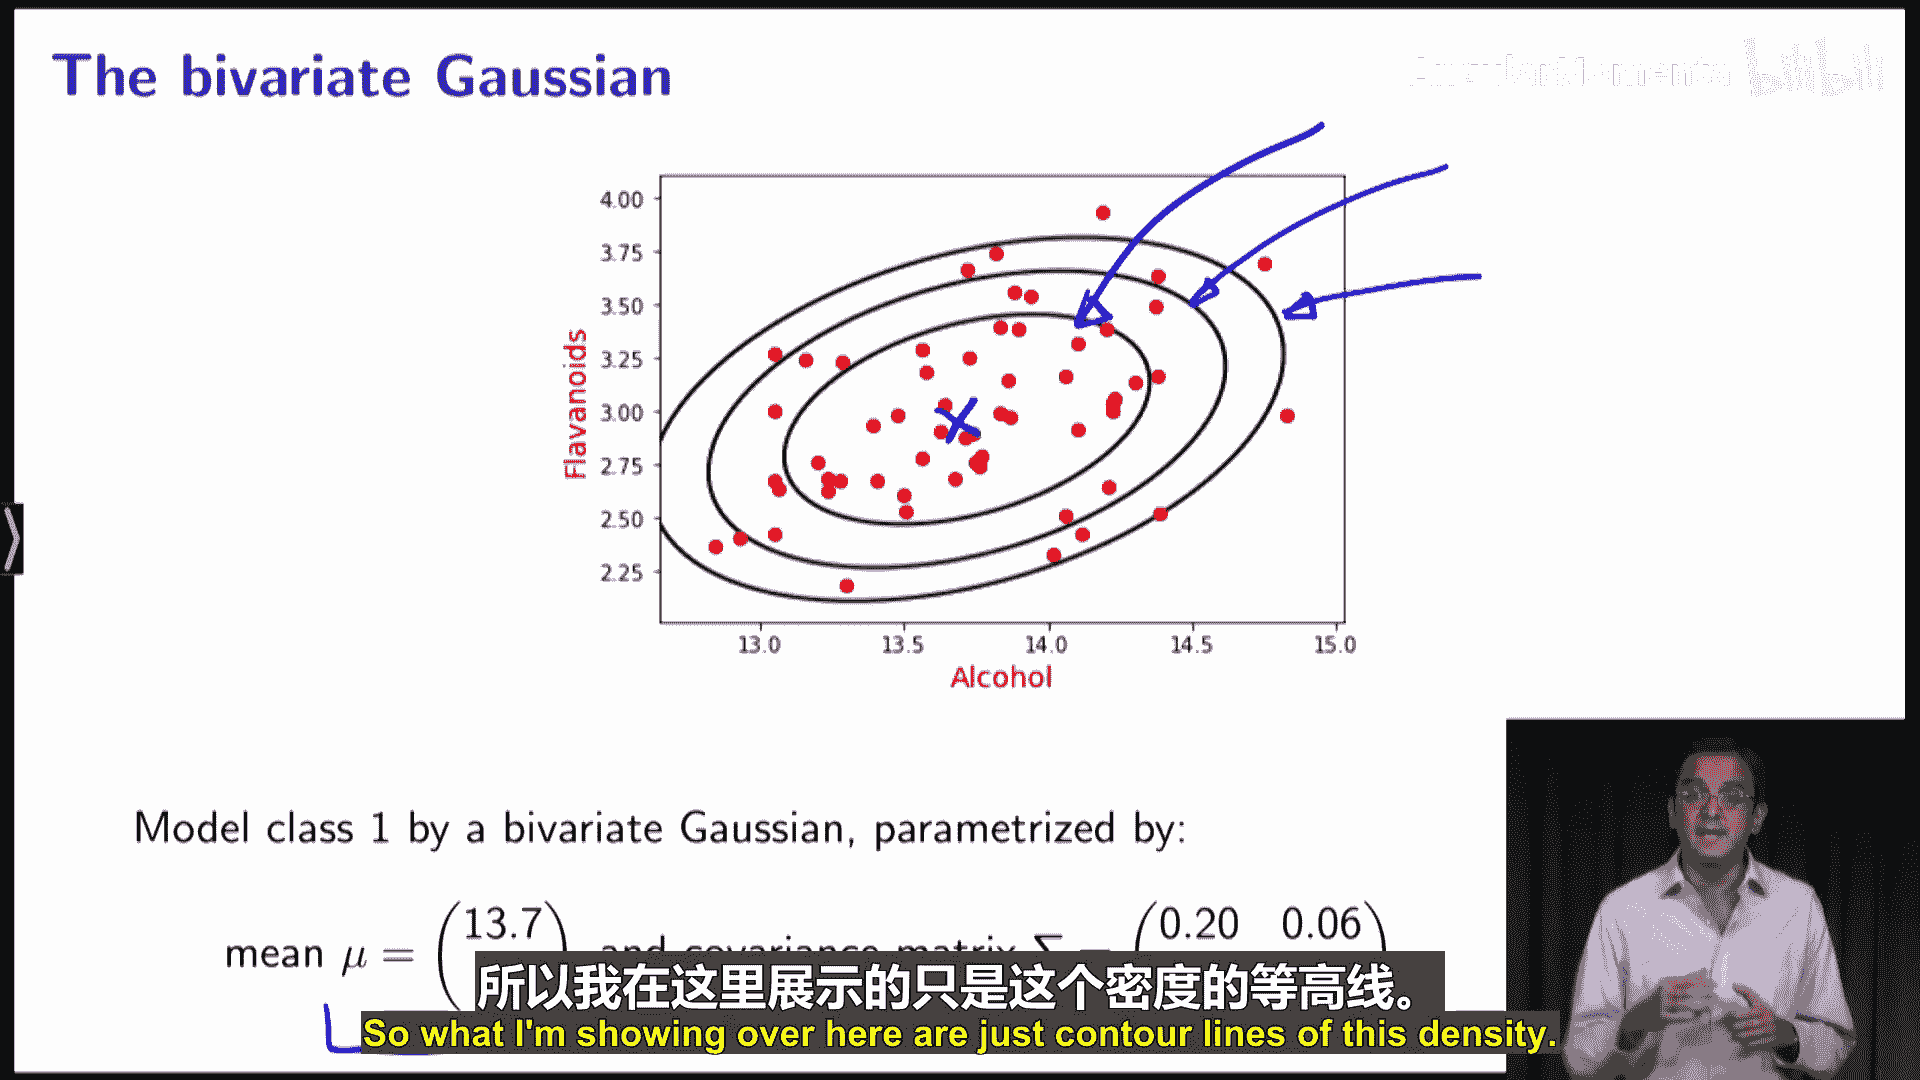 The bivariate Gaussian
bilibili
4.00
3.75
3.50
3.25
3.00
2.75
2.50
2.25
Flavanoids
13.0 13.5 14.0 14.5 15.0
Alcohol
Model class 1 by a bivariate Gaussian, parametrized by:
13.7 0.20 0.06
mean μ = and covariance matrix Σ =
所以我在这里展示的只是这个密度的等高线。
So what I'm showing over here are just contour lines of this density.